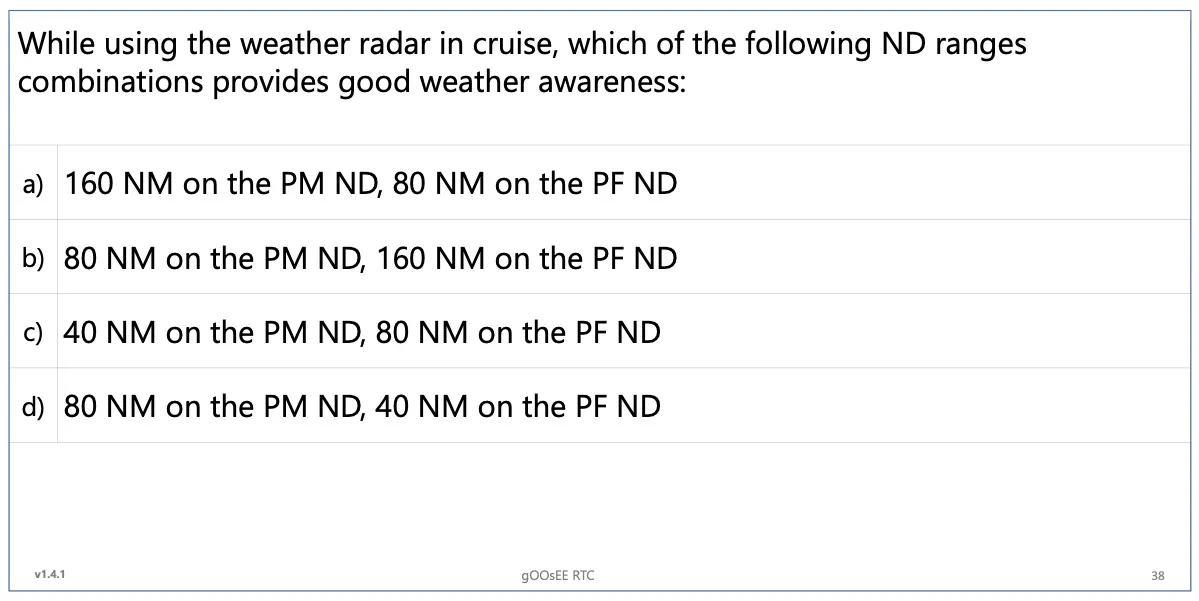 While using the weather radar in cruise, which of the following ND ranges
combinations provides good weather awareness:
a) 160 NM on the PM ND, 80 NM on the PF ND
b) 80 NM on the PM ND, 160 NM on the PF ND
c) 40 NM on the PM ND, 80 NM on the PF ND
d) 80 NM on the PM ND, 40 NM on the PF ND
v1.4.1 gOOsEE RTC 38